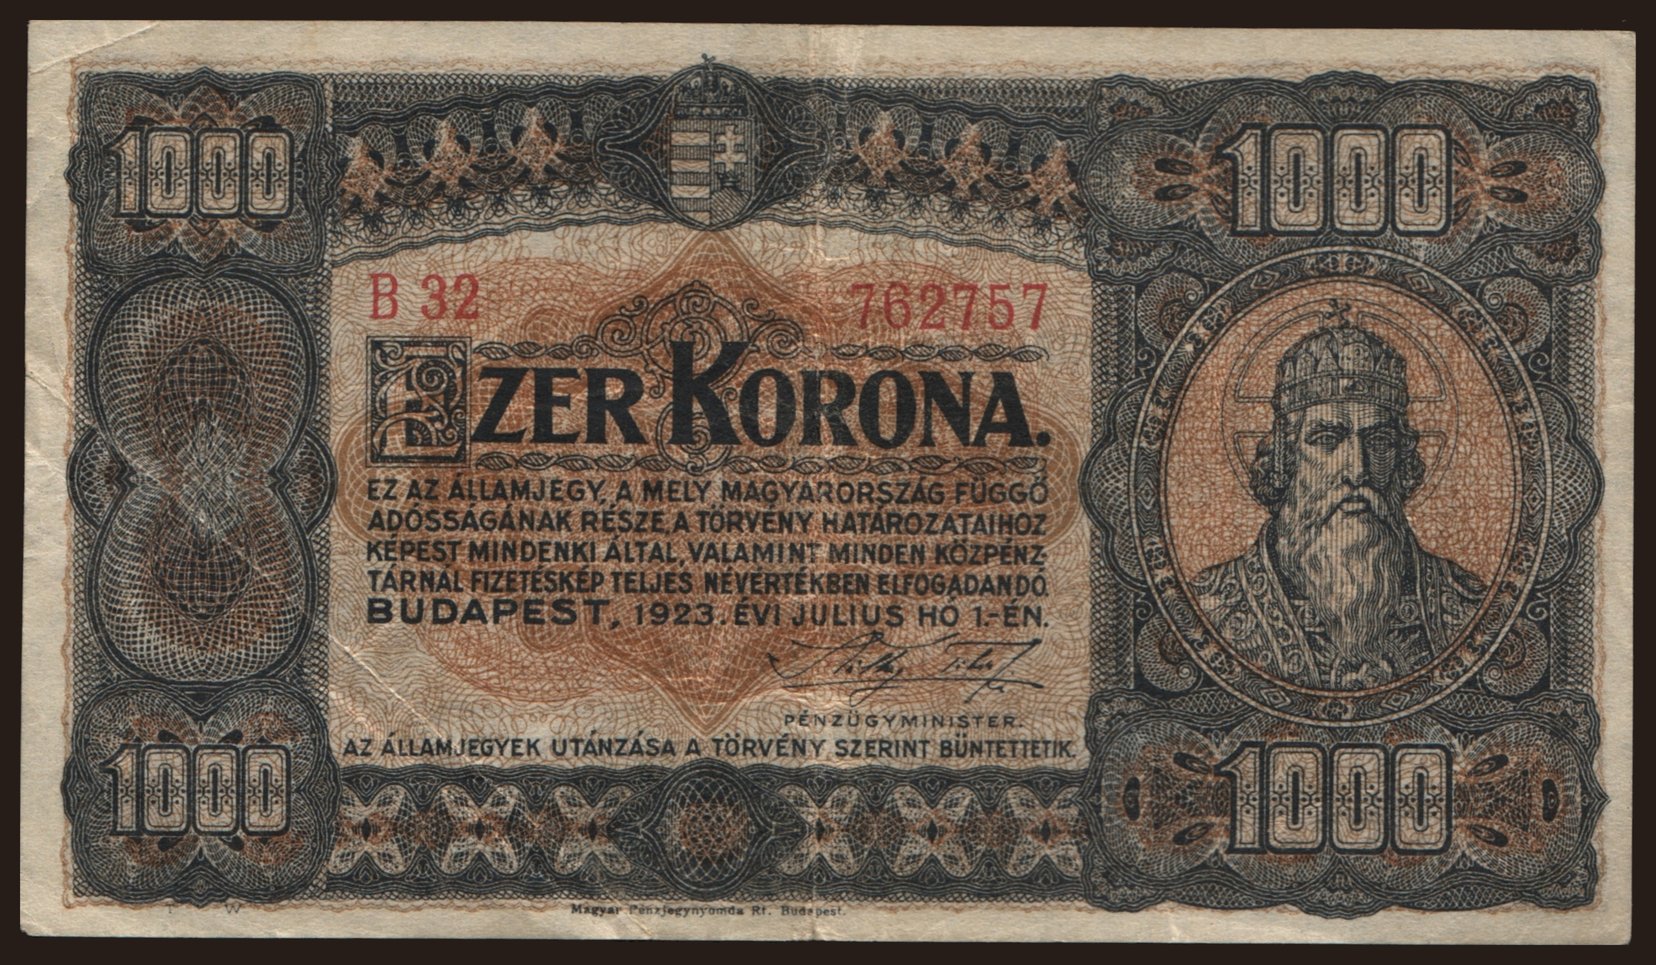 1000
1000
B 32 762757
EZER KORONA.
EZ AZ ÁLLAMJEGY, A MELY MAGYARORSZÁG FÜGGŐ
ADÓSSÁGÁNAK RÉSZE, A TÖRVÉNY HATÁROZATAIHOZ
KÉPEST MINDENKI ÁLTAL, VALAMINT MINDEN KÖZPÉNZ
TÁRNÁL FIZETÉSKÉP TELJES NÉVÉRTÉKBEN ELFOGADANDÓ.
BUDAPEST, 1923. ÉVI JULIUS HÓ 1.-ÉN.
PÉNZÜGYMINISTER.
AZ ÁLLAMJEGYEK UTÁNZÁSA A TÖRVÉNY SZERINT BÜNTETTETIK.
1000
1000
Magyar Pénzjegynyomda Rt. Budapest.